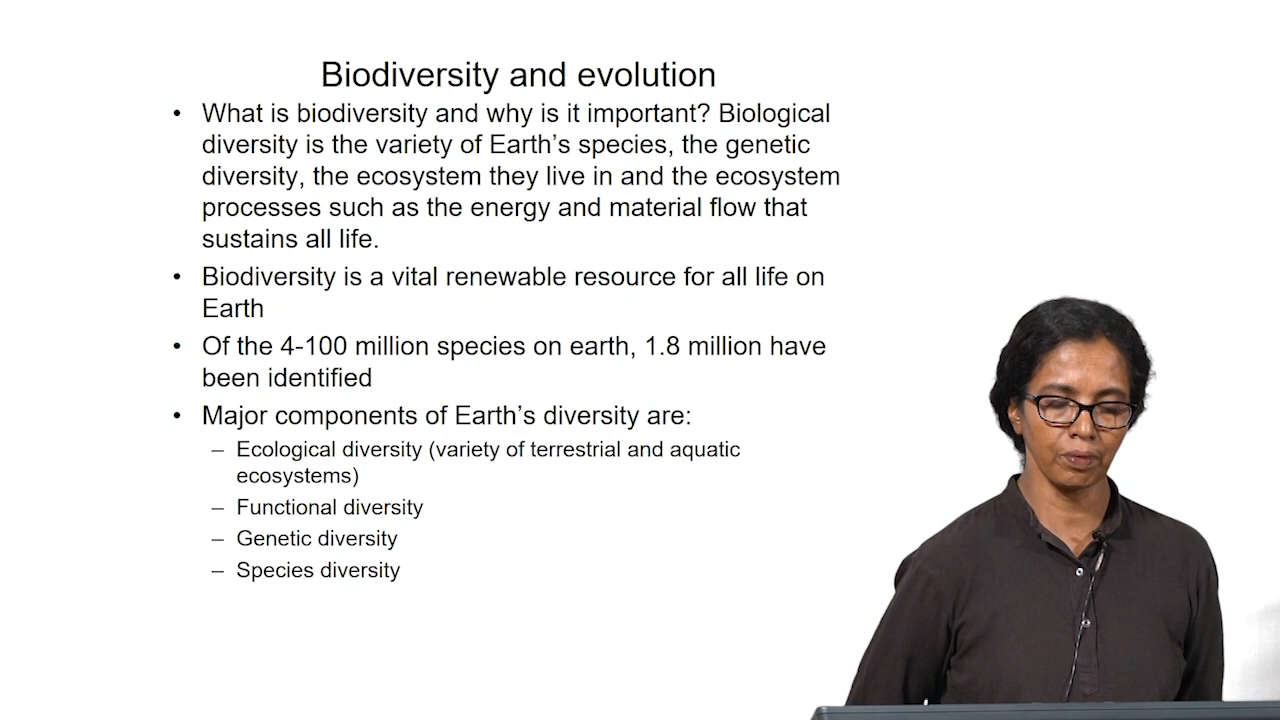 Biodiversity and evolution
• What is biodiversity and why is it important? Biological
diversity is the variety of Earth’s species, the genetic
diversity, the ecosystem they live in and the ecosystem
processes such as the energy and material flow that
sustains all life.
• Biodiversity is a vital renewable resource for all life on
Earth
• Of the 4-100 million species on earth, 1.8 million have
been identified
• Major components of Earth’s diversity are:
– Ecological diversity (variety of terrestrial and aquatic
ecosystems)
– Functional diversity
– Genetic diversity
– Species diversity